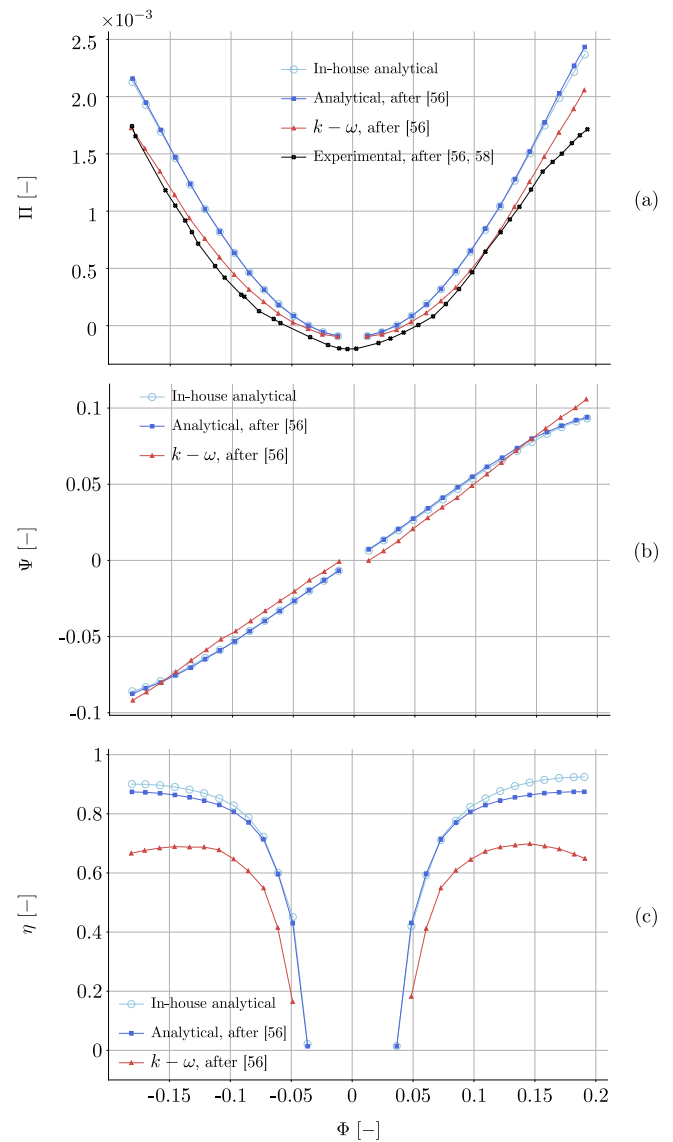 ×10⁻³
2.5
2.0
1.5
1⁠.0
0.5
0
Π [−]
In-house analytical
Analytical, after [56]
k − ω, after [56]
Experimental, after [56, 58]
(a)
0.1
0.05
0
-0.05
-0.1
Ψ [−]
In-house analytical
Analytical, after [56]
k − ω, after [56]
(b)
1
0.8
0.6
0.4
0.2
0
η [−]
In-house analytical
Analytical, after [56]
k − ω, after [56]
(c)
-0.15 -0.1 -0.05 0 0.05 0.1 0.15 0.2
Φ [−]